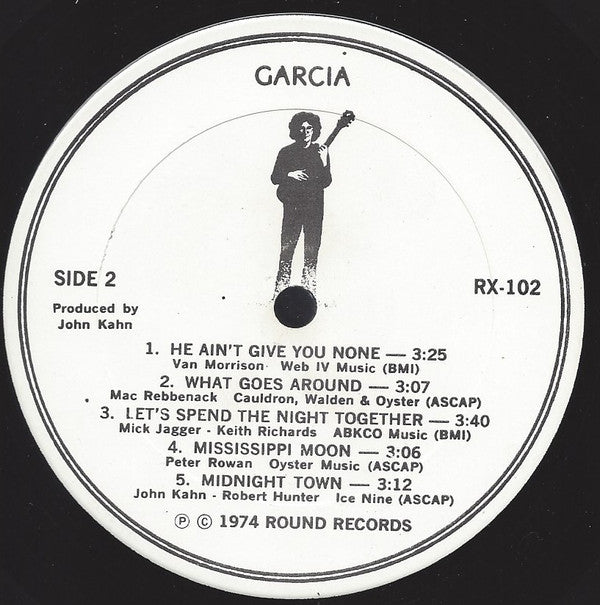 GARCIA
SIDE 2
RX-102
Produced by
John Kahn
1. HE AIN'T GIVE YOU NONE — 3:25
Van Morrison Web IV Music (BMI)
2. WHAT GOES AROUND — 3:07
Mac Rebbenack Cauldron, Walden & Oyster (ASCAP)
3. LET'S SPEND THE NIGHT TOGETHER — 3:40
Mick Jagger - Keith Richards ABKCO Music (BMI)
4. MISSISSIPPI MOON — 3:06
Peter Rowan Oyster Music (ASCAP)
5. MIDNIGHT TOWN — 3:12
John Kahn - Robert Hunter Ice Nine (ASCAP)
℗ © 1974 ROUND RECORDS